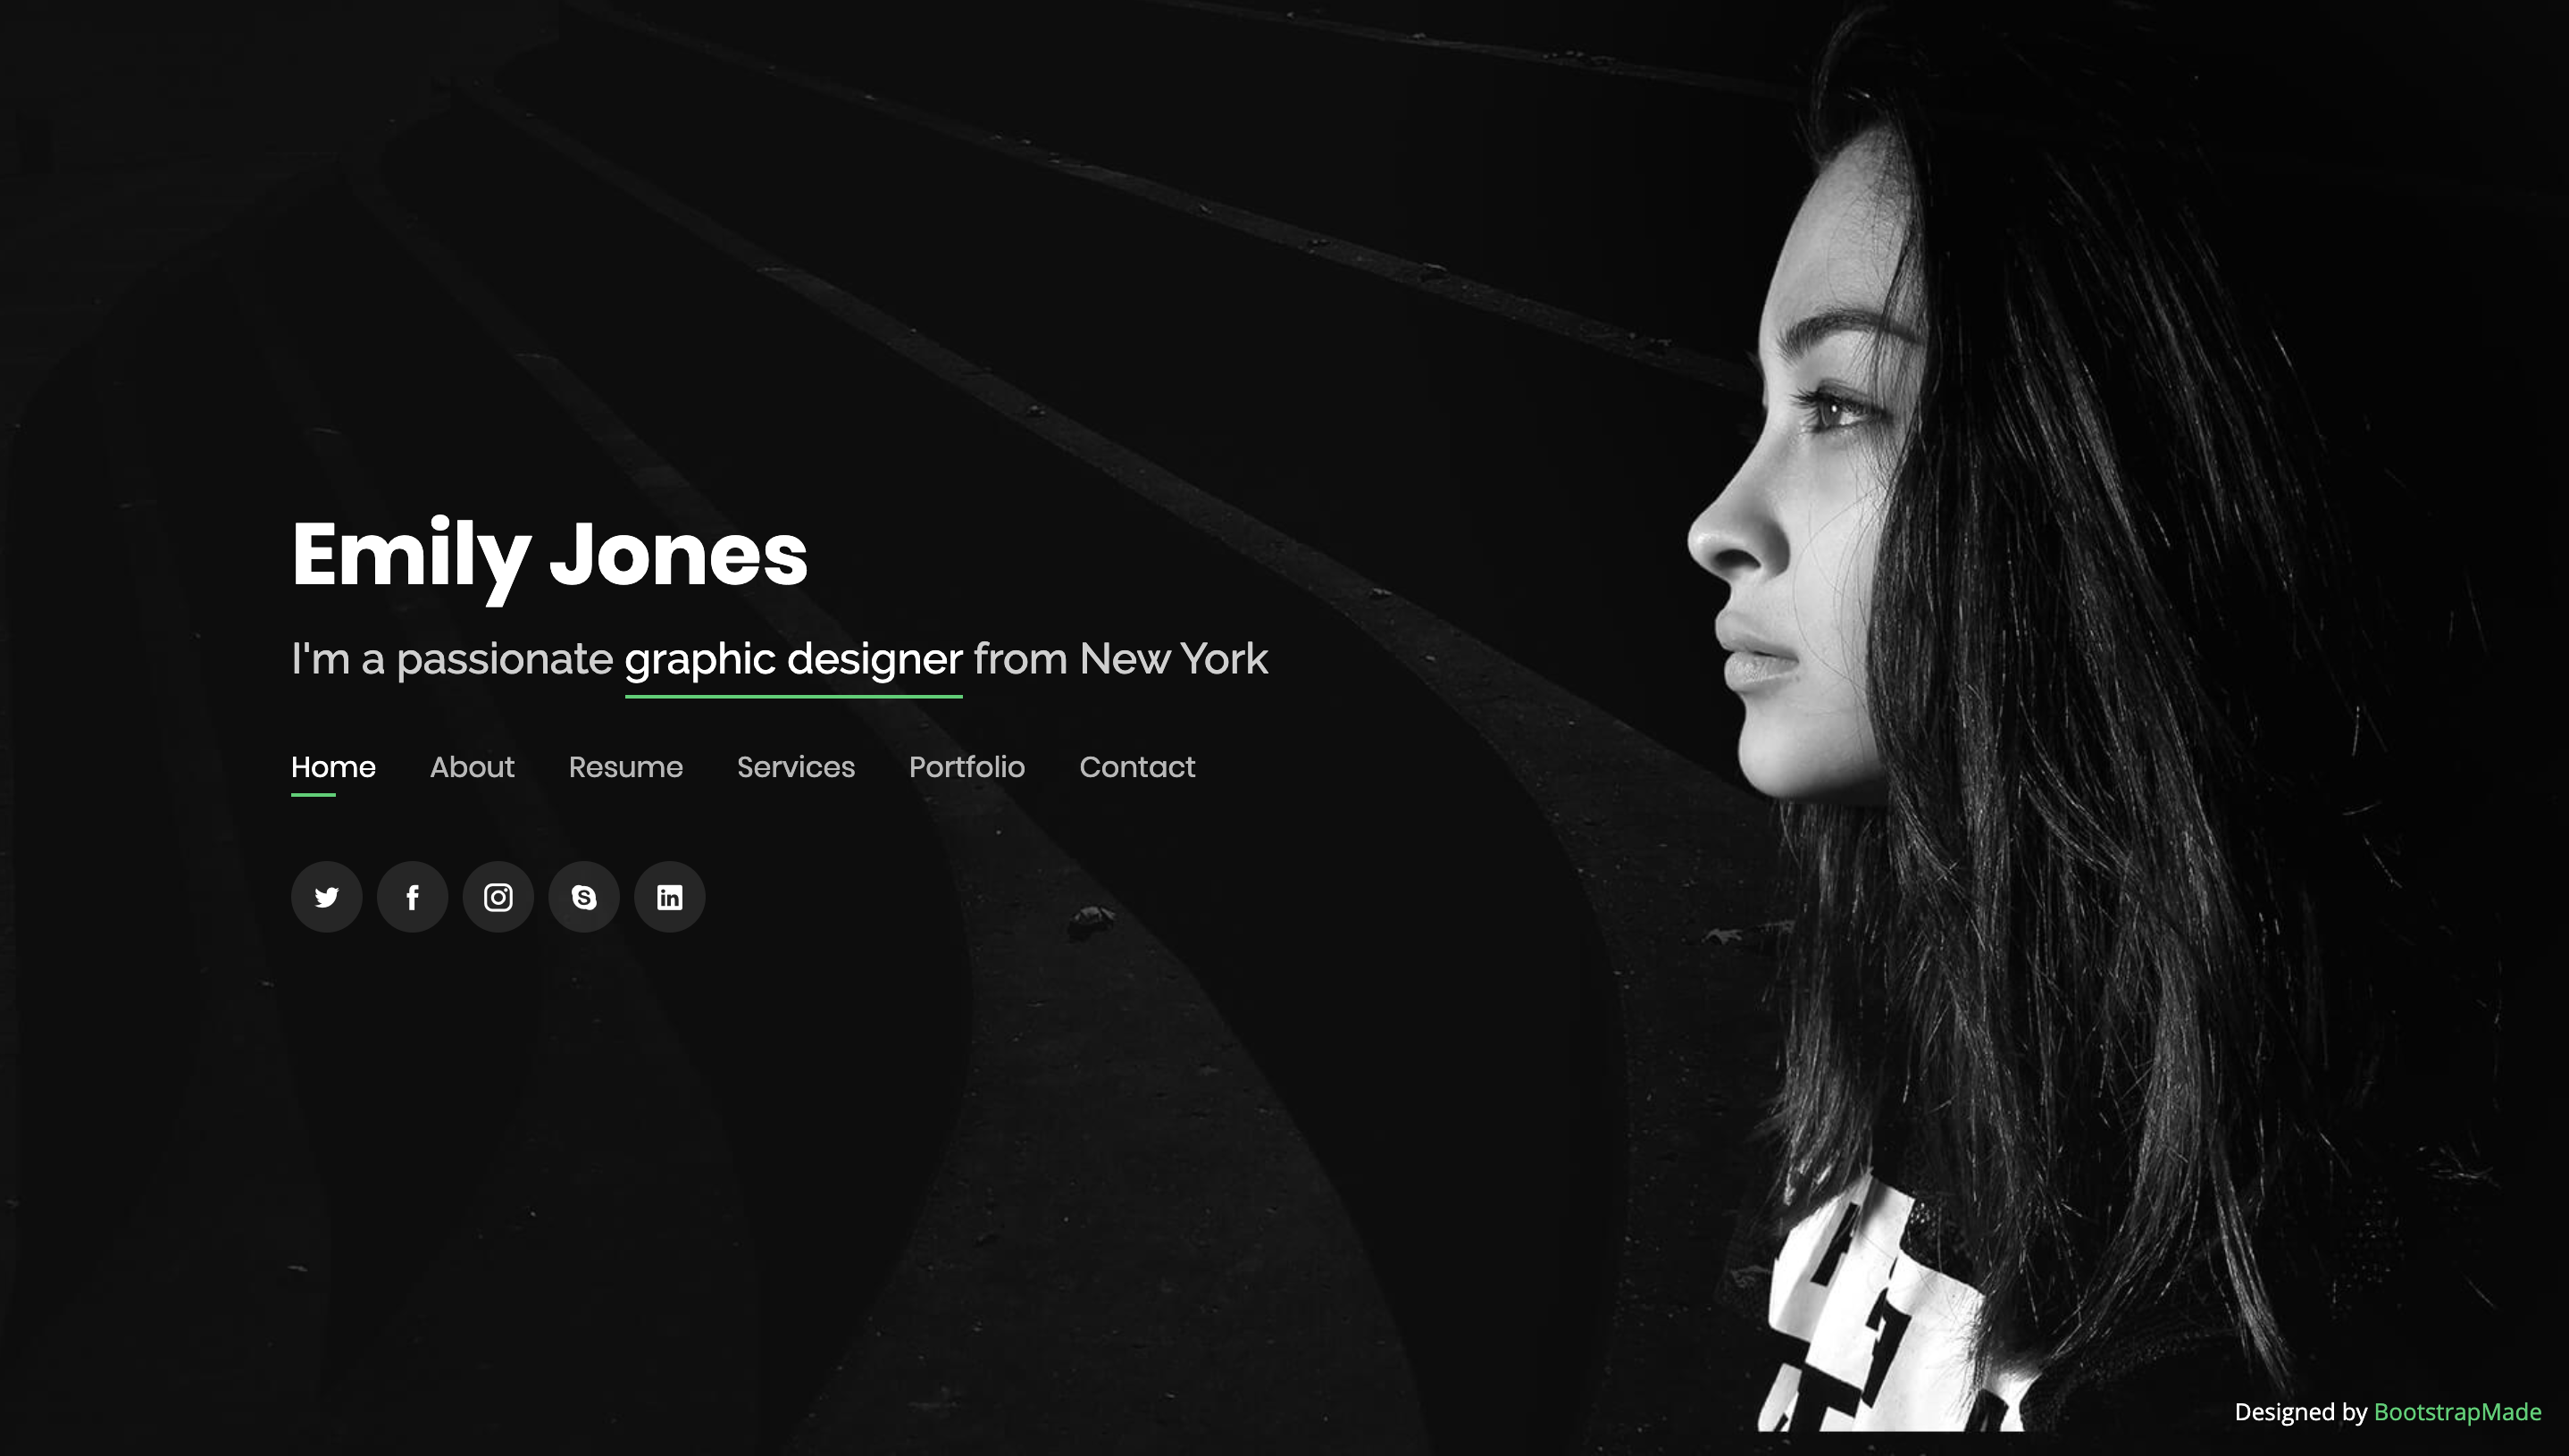 Emily Jones
I'm a passionate graphic designer from New York
Home About Resume Services Portfolio Contact
Designed by BootstrapMade